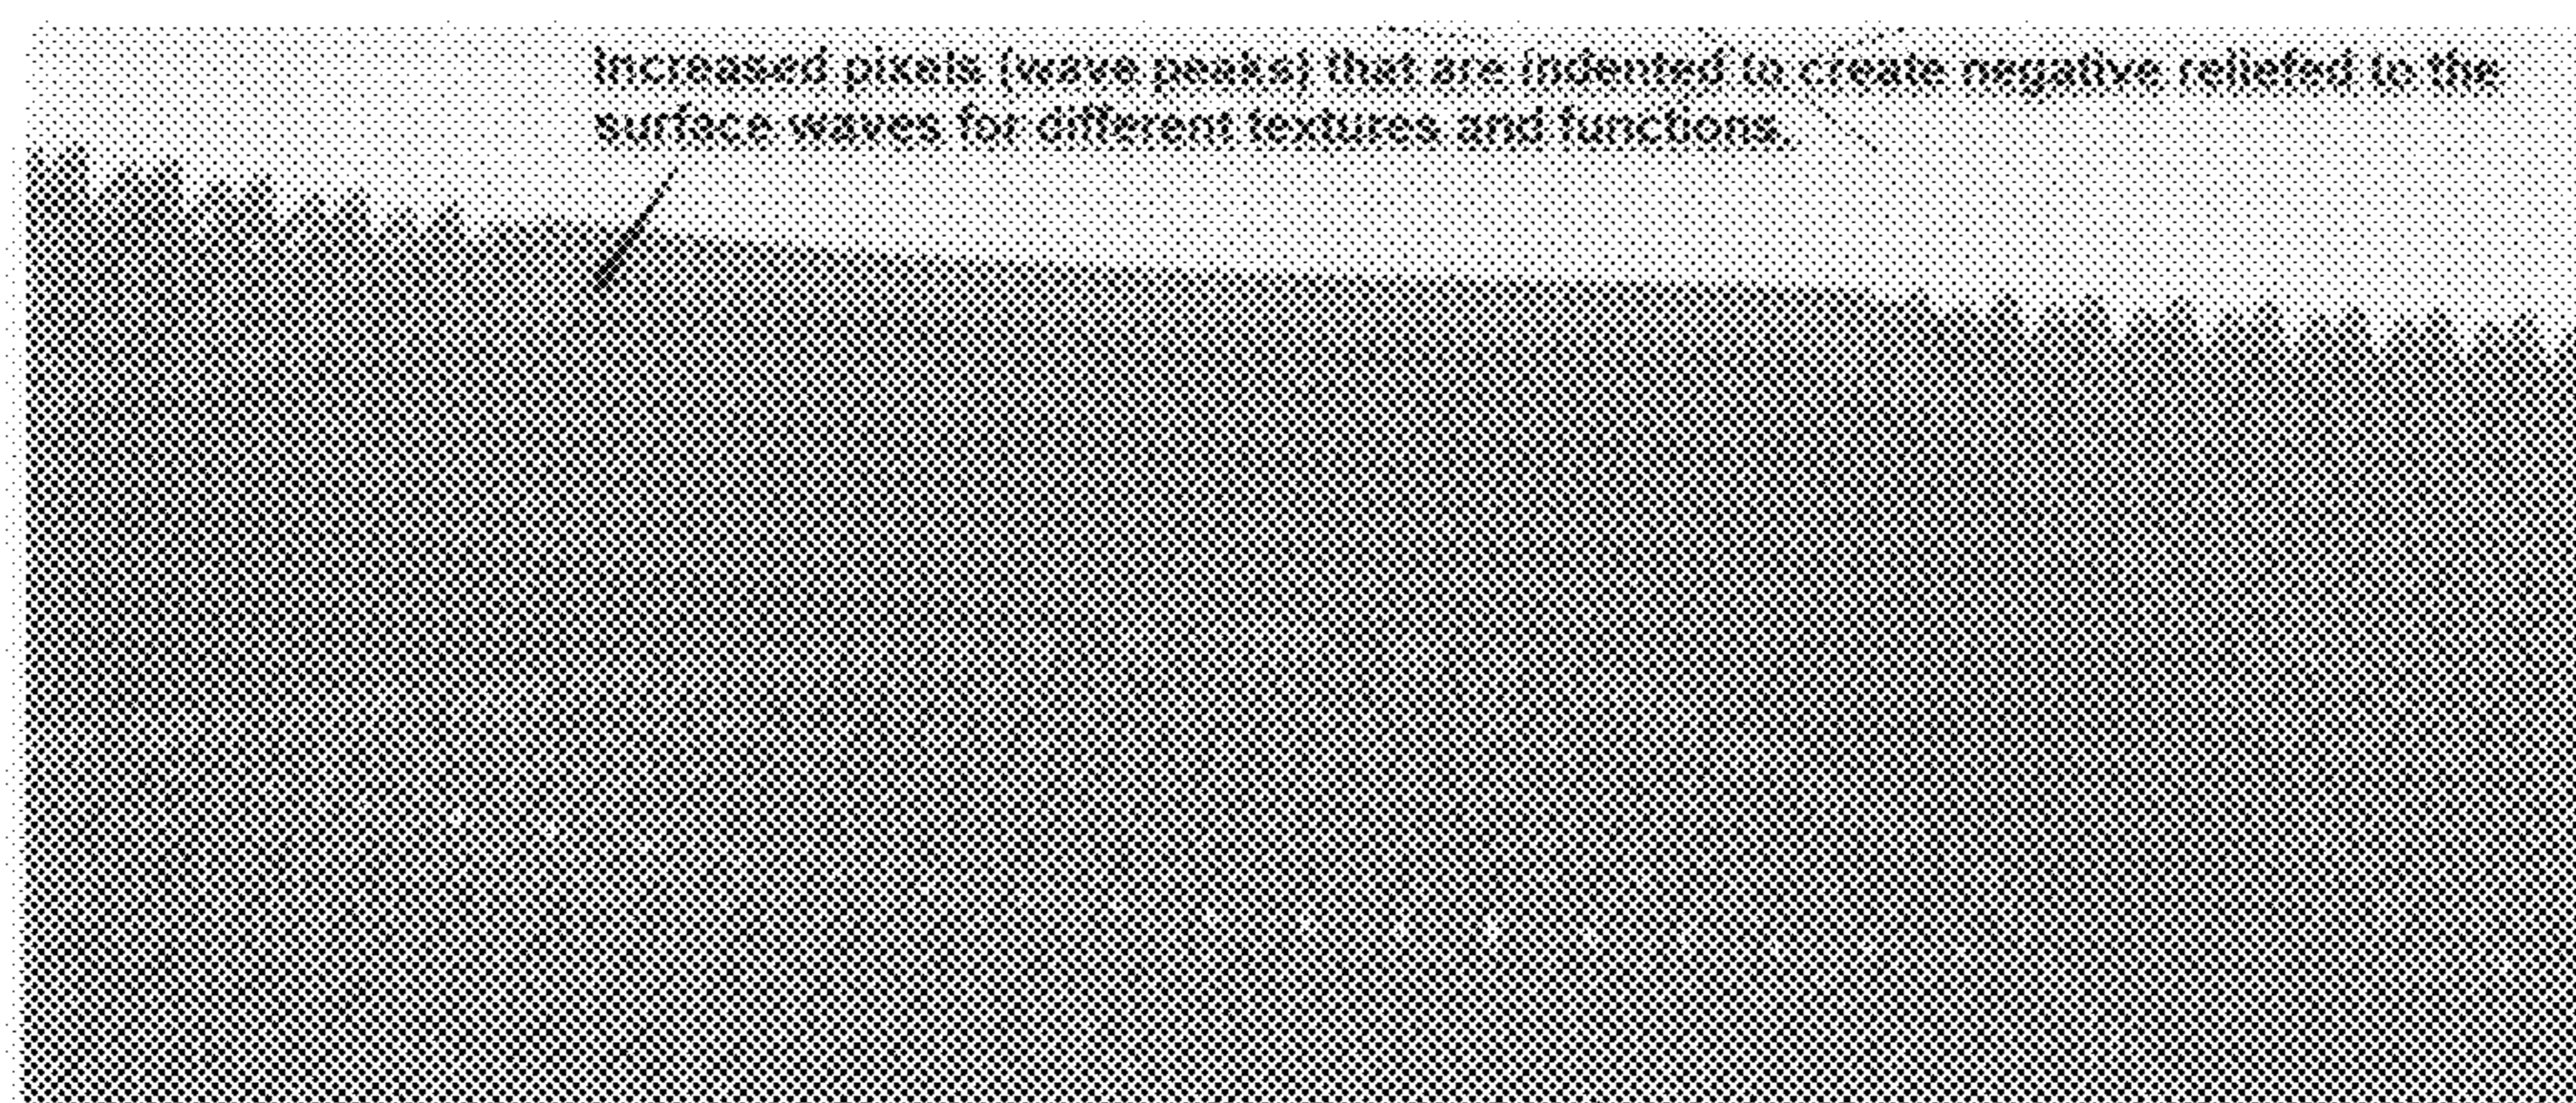 Increased pixels (wave peaks) that are indented to create negative reliefed to the
surface waves for different textures and functions.